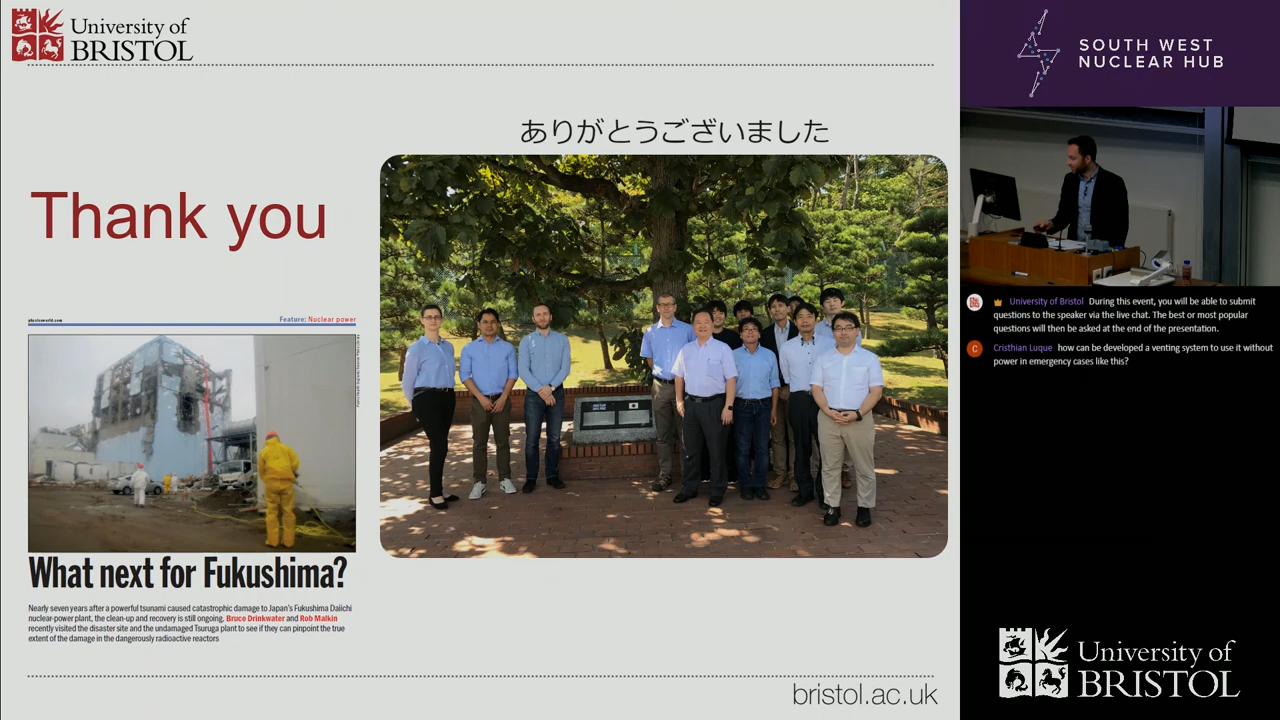 University of
BRISTOL
ありがとうございました
Thank you
physicsworld.com
Feature: Nuclear power
What next for Fukushima?
Nearly seven years after a powerful tsunami caused catastrophic damage to Japan's Fukushima Daiichi
nuclear-power plant, the clean-up and recovery is still ongoing. Bruce Drinkwater and Rob Malkin
recently visited the disaster site and the undamaged Tsuruga plant to see if they can pinpoint the true
extent of the damage in the dangerously radioactive reactors
bristol.ac.uk
SOUTH WEST
NUCLEAR HUB
University of Bristol During this event, you will be able to submit
questions to the speaker via the live chat. The best or most popular
questions will then be asked at the end of the presentation.
C
Cristhian Luque how can be developed a venting system to use it without
power in emergency cases like this?
University of
BRISTOL